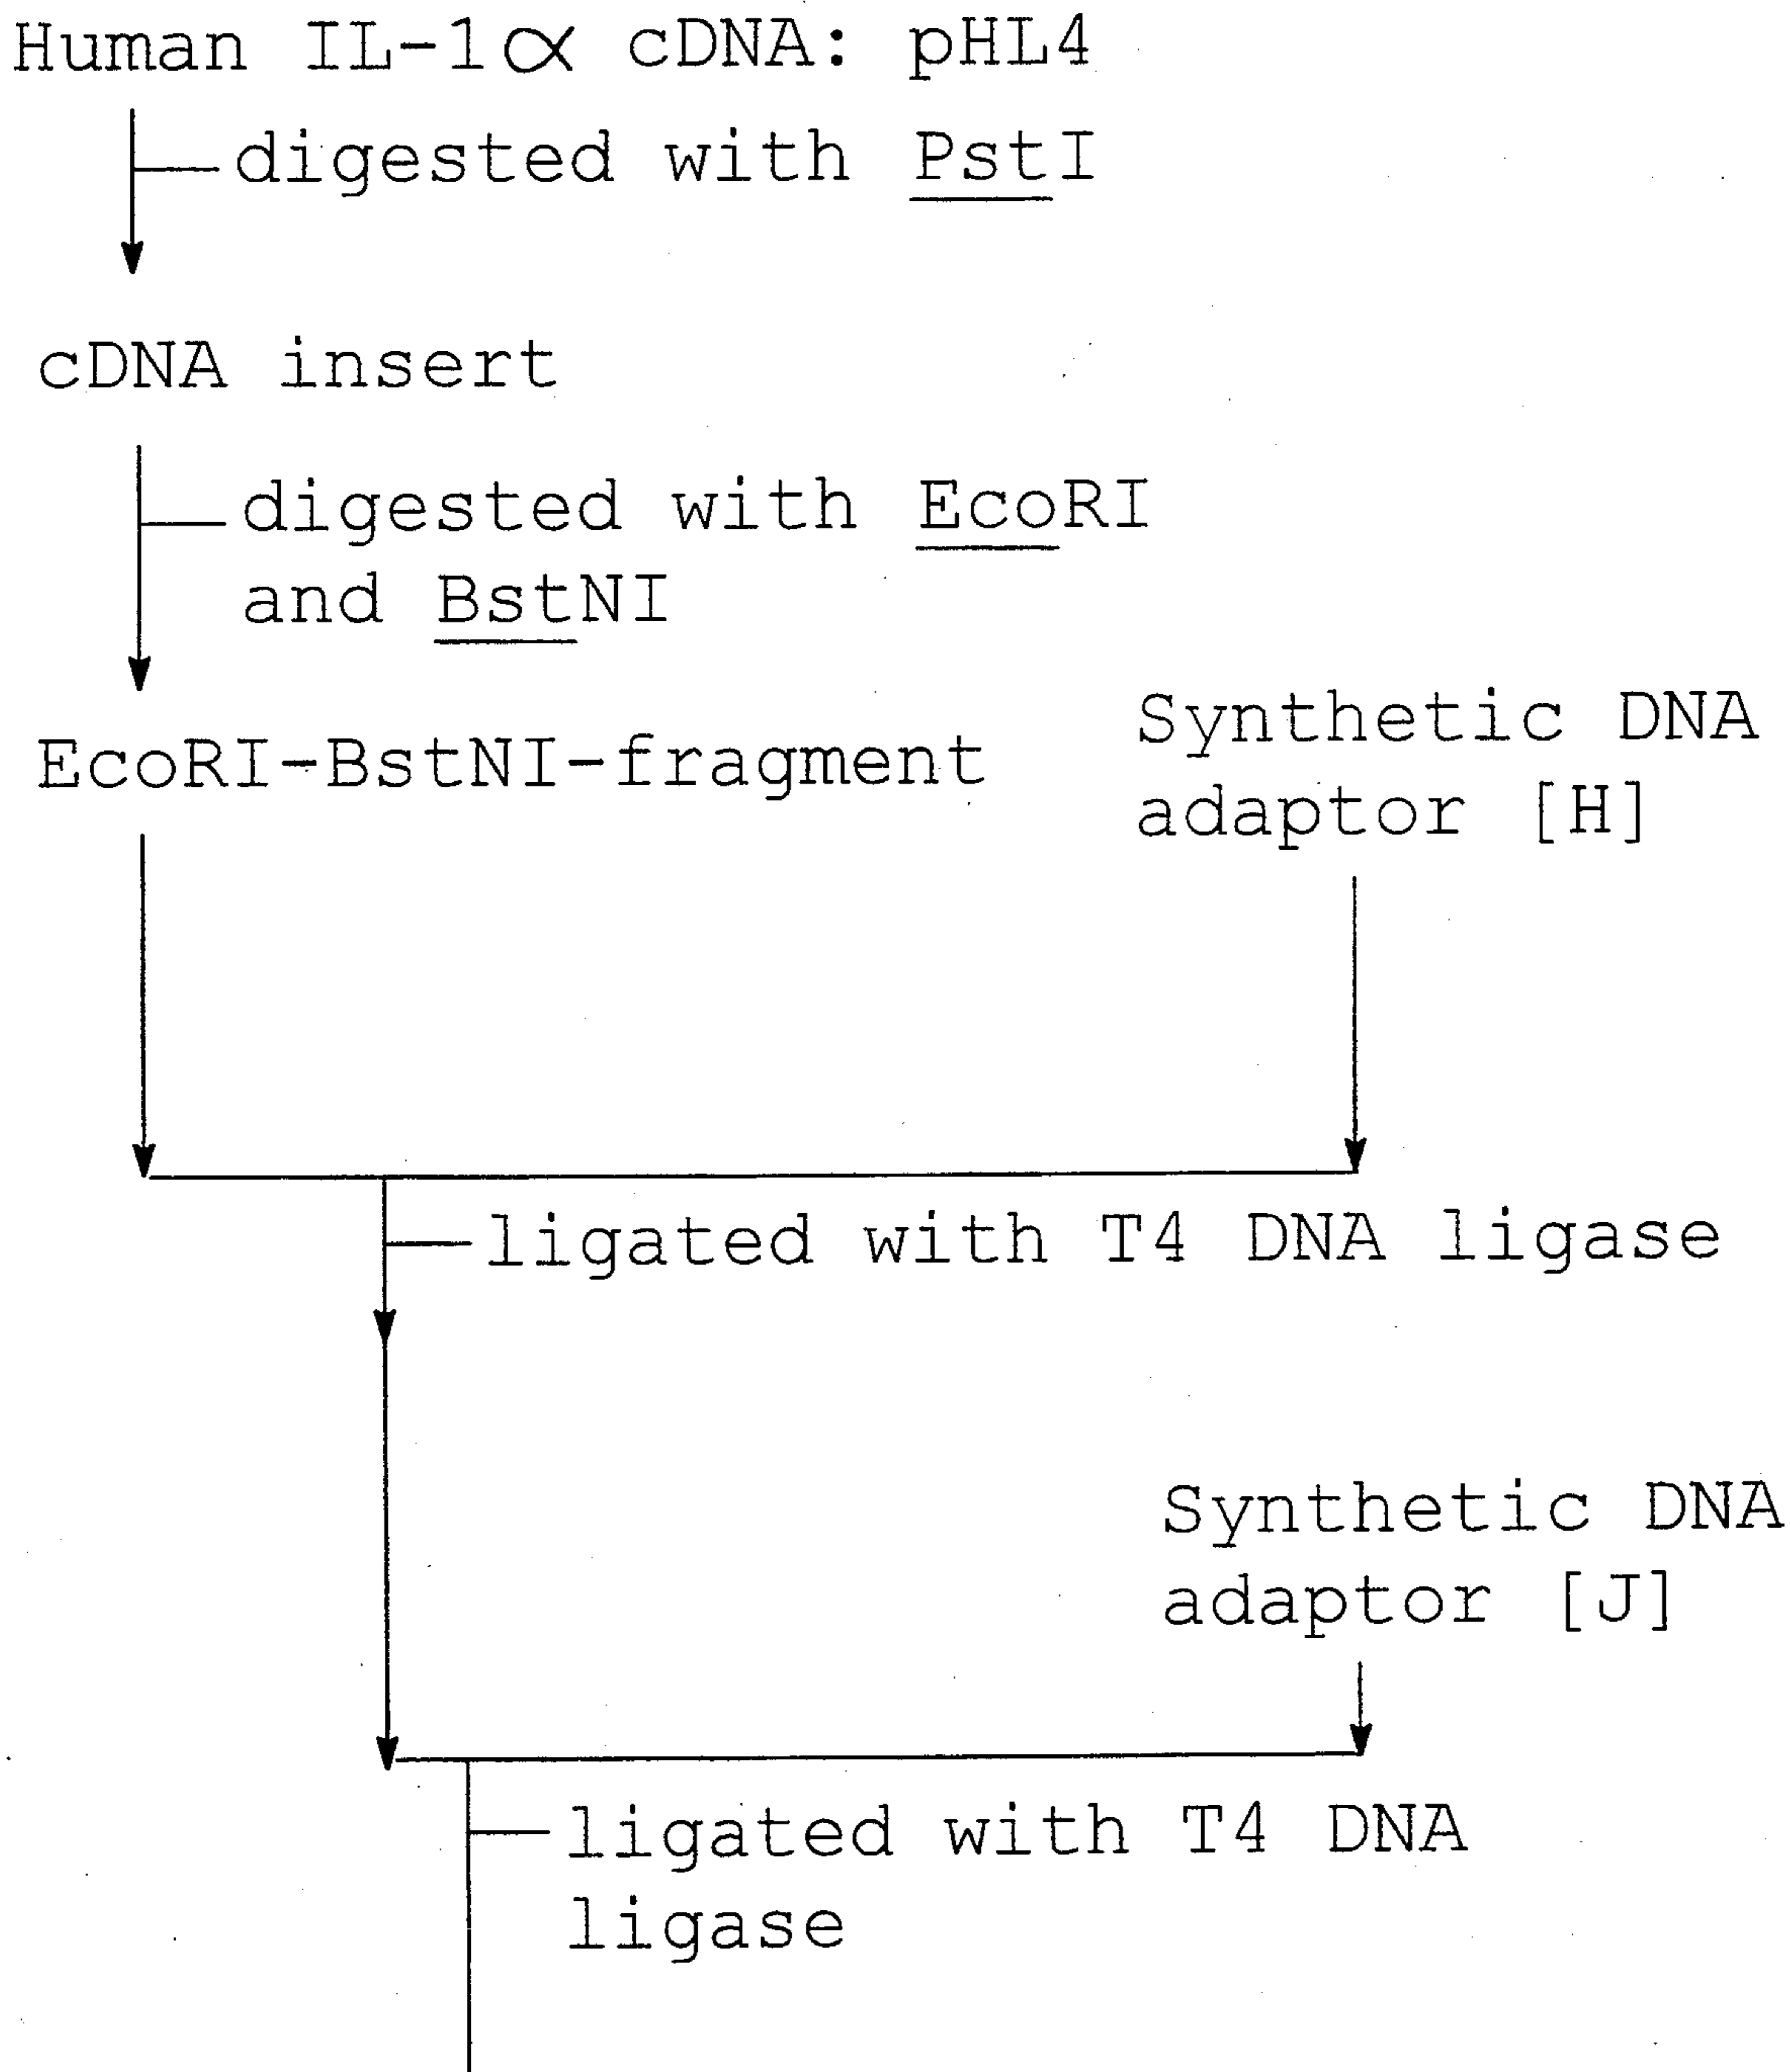 Human IL-1α cDNA: pHL4
digested with PstI
cDNA insert
digested with EcoRI
and BstNI
EcoRI-BstNI-fragment
Synthetic DNA
adaptor [H]
ligated with T4 DNA ligase
Synthetic DNA
adaptor [J]
ligated with T4 DNA
ligase